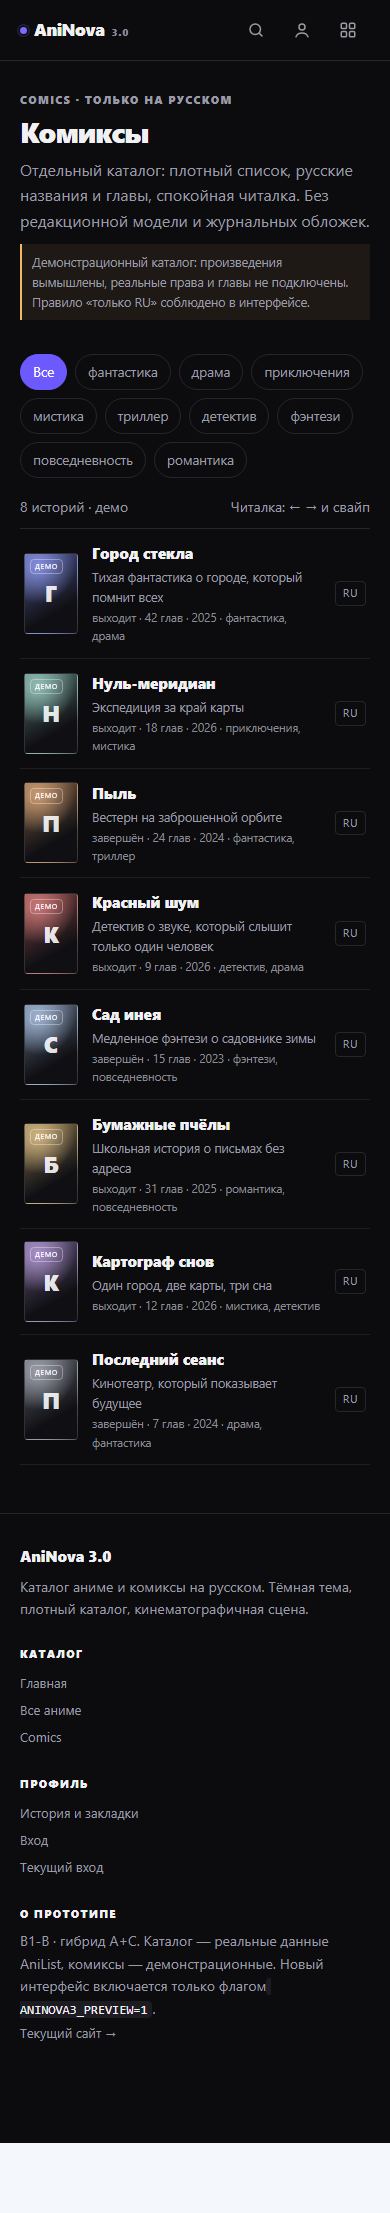 AniNova 3.0
COMICS · ТОЛЬКО НА РУССКОМ
Комиксы
Отдельный каталог: плотный список, русские
названия и главы, спокойная читалка. Без
редакционной модели и журнальных обложек.
Демонстрационный каталог: произведения
вымышлены, реальные права и главы не подключены.
Правило «только RU» соблюдено в интерфейсе.
Все фантастика драма приключения
мистика триллер детектив фэнтези
повседневность романтика
8 историй · демо Читалка: ← → и свайп
ДЕМО
Г
Город стекла
Тихая фантастика о городе, который
помнит всех
выходит · 42 глав · 2025 · фантастика,
драма
RU
ДЕМО
Н
Нуль-меридиан
Экспедиция за край карты
выходит · 18 глав · 2026 · приключения,
мистика
RU
ДЕМО
П
Пыль
Вестерн на заброшенной орбите
завершён · 24 глав · 2024 · фантастика,
триллер
RU
ДЕМО
К
Красный шум
Детектив о звуке, который слышит
только один человек
выходит · 9 глав · 2026 · детектив, драма
RU
ДЕМО
С
Сад инея
Медленное фэнтези о садовнике зимы
завершён · 15 глав · 2023 · фэнтези,
повседневность
RU
ДЕМО
Б
Бумажные пчёлы
Школьная история о письмах без
адреса
выходит · 31 глав · 2025 · романтика,
повседневность
RU
ДЕМО
К
Картограф снов
Один город, две карты, три сна
выходит · 12 глав · 2026 · мистика, детектив
RU
ДЕМО
П
Последний сеанс
Кинотеатр, который показывает
будущее
завершён · 7 глав · 2024 · драма,
фантастика
RU
AniNova 3.0
Каталог аниме и комиксы на русском. Тёмная тема,
плотный каталог, кинематографичная сцена.
КАТАЛОГ
Главная
Все аниме
Comics
ПРОФИЛЬ
История и закладки
Вход
Текущий вход
О ПРОТОТИПЕ
B1-B · гибрид A+C. Каталог — реальные данные
AniList, комиксы — демонстрационные. Новый
интерфейс включается только флагом
ANINOVA3_PREVIEW=1 .
Текущий сайт →